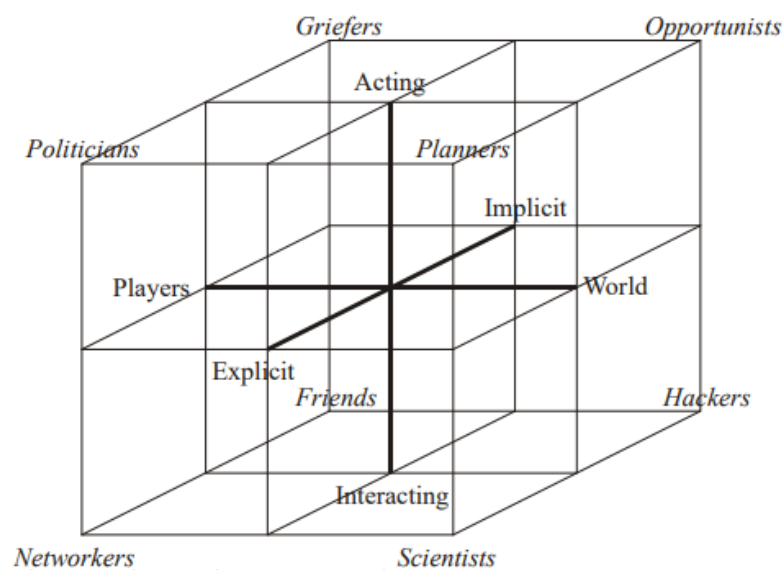 Griefers
Opportunists
Acting
Politicians
Planners
Implicit
Players
World
Explicit
Friends
Hackers
Interacting
Networkers
Scientists